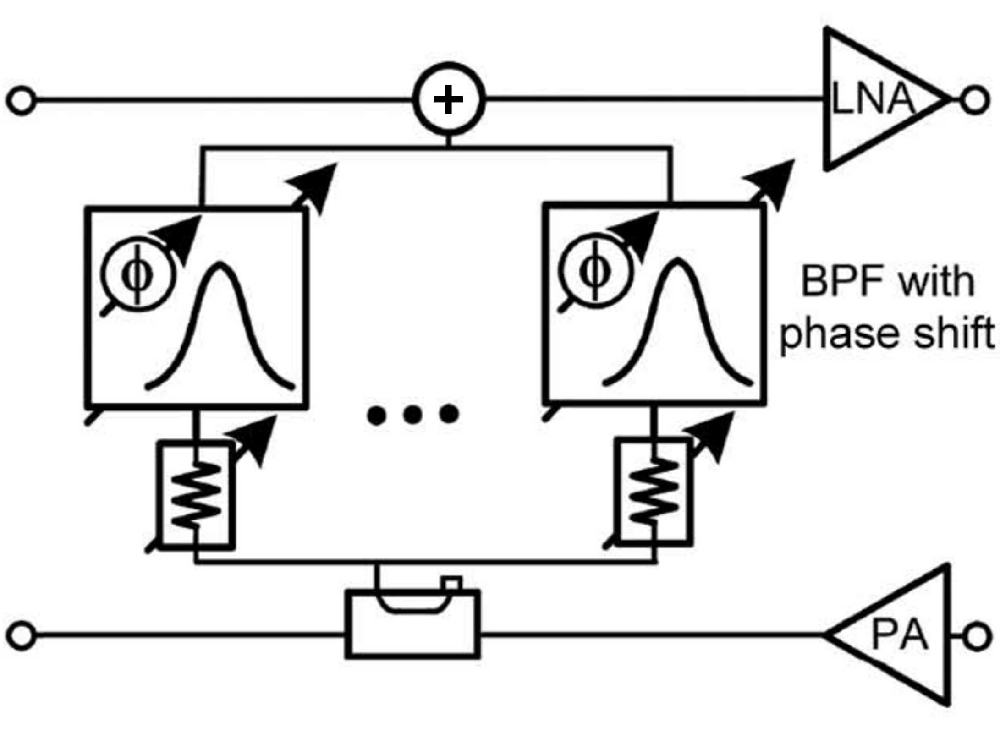 +
LNA
ϕ
ϕ
BPF with
phase shift
PA